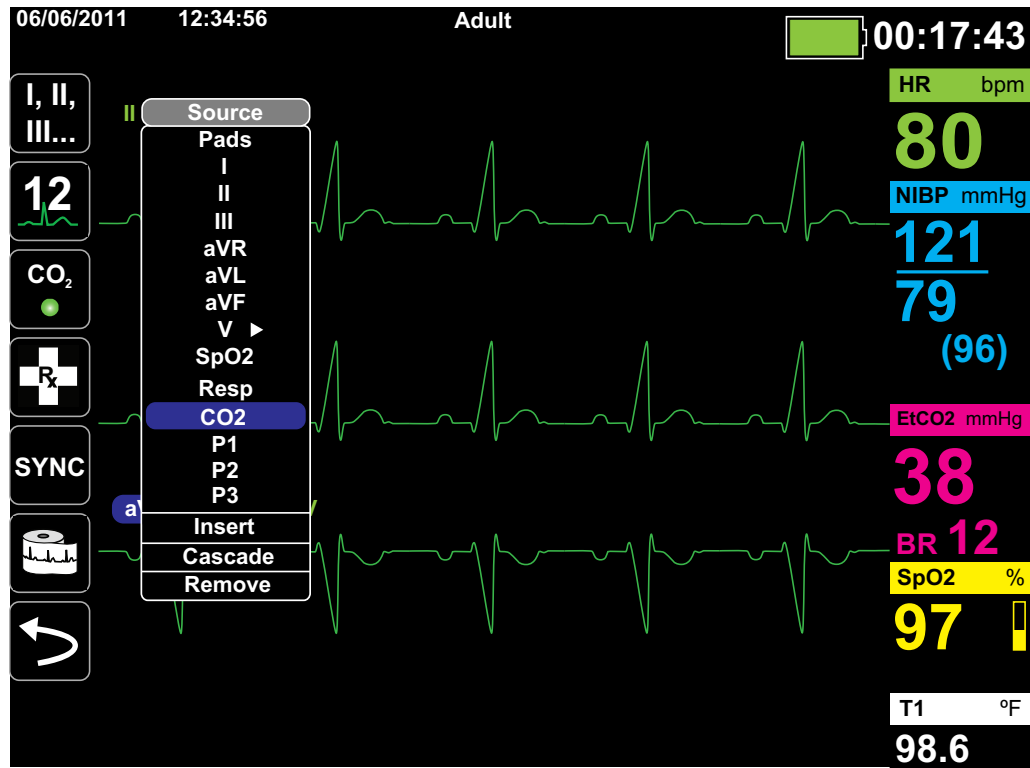 06/06/2011 12:34:56 Adult 00:17:43
I, II,
III...
12
CO₂
Rx
SYNC
II
Source
Pads
I
II
III
aVR
aVL
aVF
V ▶
SpO2
Resp
CO2
P1
P2
P3
Insert
Cascade
Remove
HR bpm
80
NIBP mmHg
121
79
(96)
EtCO2 mmHg
38
BR 12
SpO2 %
97
T1 ºF
98.6